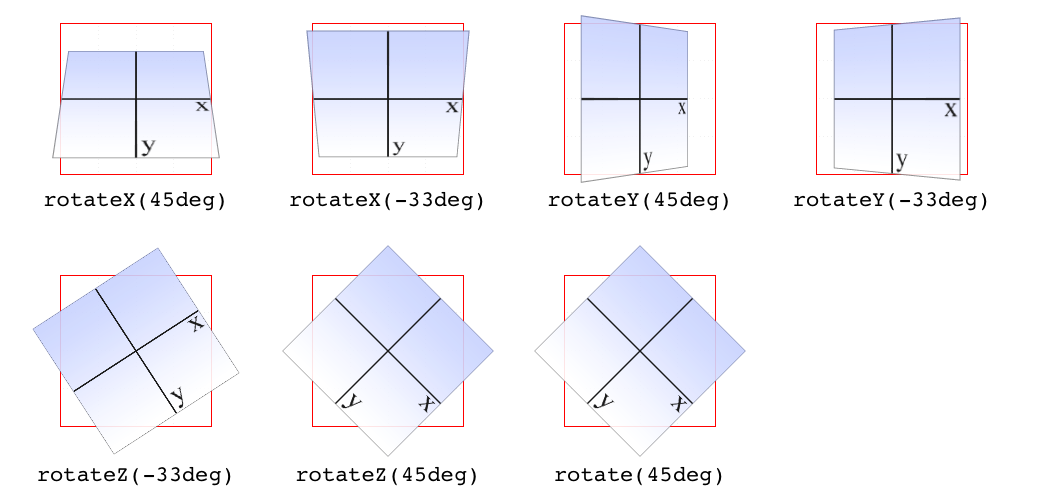 x
y
rotateX(45deg)
x
y
rotateX(-33deg)
x
y
rotateY(45deg)
x
y
rotateY(-33deg)
x
y
rotateZ(-33deg)
y
x
rotateZ(45deg)
y
x
rotate(45deg)